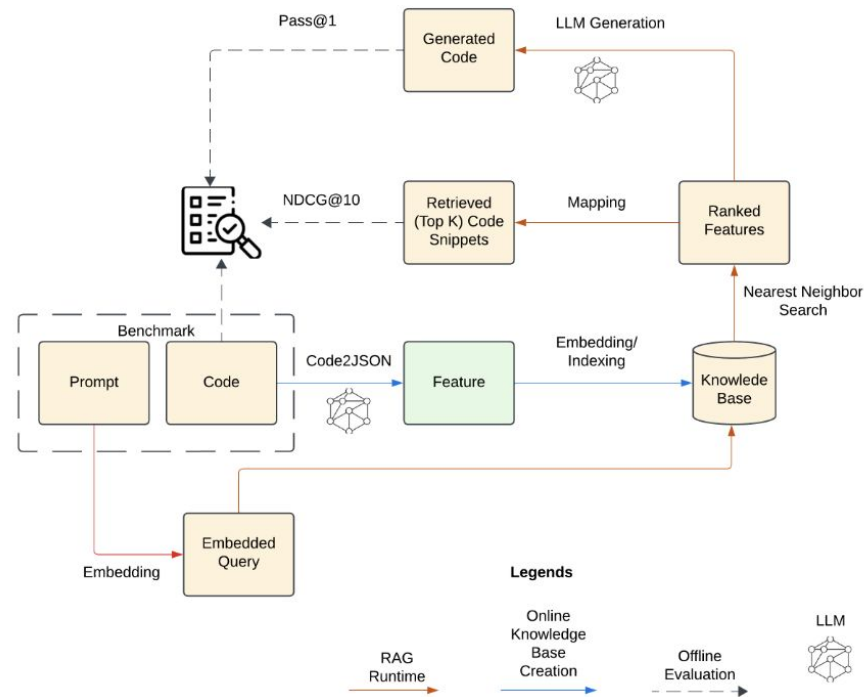 Pass@1
Generated
Code
LLM Generation
NDCG@10
Retrieved
(Top K) Code
Snippets
Mapping
Ranked
Features
Nearest Neighbor
Search
Benchmark
Prompt
Code
Code2JSON
Feature
Embedding/
Indexing
Knowlede
Base
Embedding
Embedded
Query
Legends
RAG
Runtime
Online
Knowledge
Base
Creation
Offline
Evaluation
LLM